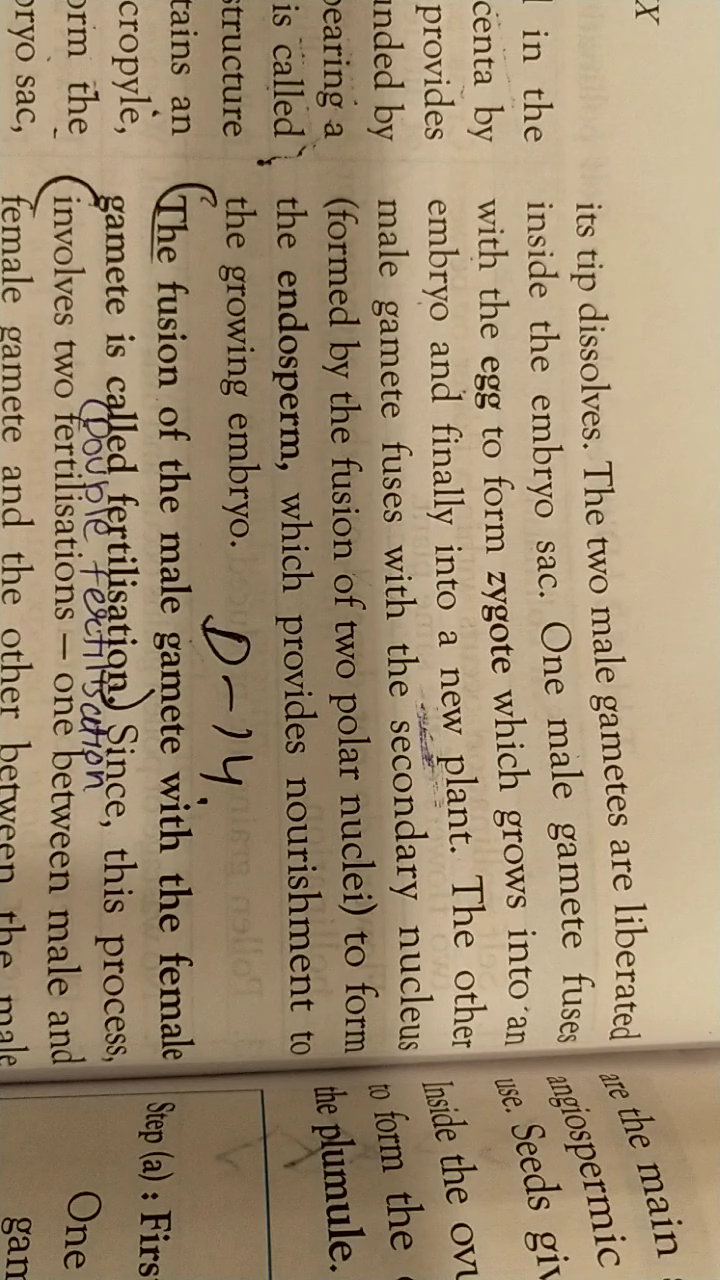 X
in the
centa by
provides
unded by
bearing a
is called
structure
tains an
cropyle,
orm the
bryo sac,
its tip dissolves. The two male gametes are liberated
inside the embryo sac. One male gamete fuses
with the egg to form zygote which grows into an
embryo and finally into a new plant. The other
male gamete fuses with the secondary nucleus
(formed by the fusion of two polar nuclei) to form
the endosperm, which provides nourishment to
the growing embryo.
D-14
The fusion of the male gamete with the female
gamete is called fertilisation. Since, this process,
(Double fertilisation
involves two fertilisations – one between male and
female gamete and the other between the male
are the main
angiospermic
use. Seeds giv
Inside the ovu
to form the
the plumule.
Step (a) : Firs
One
gam